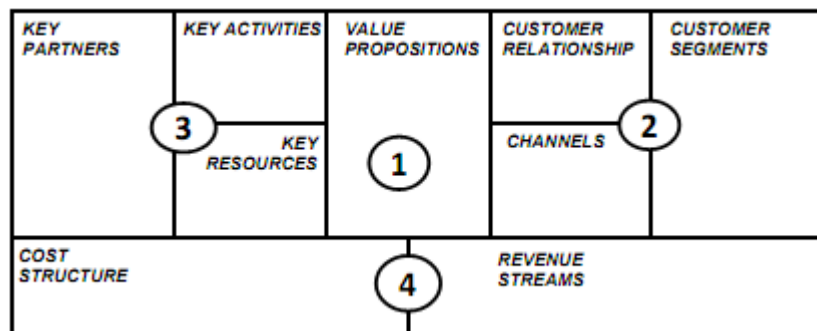 KEY
PARTNERS
KEY ACTIVITIES
VALUE
PROPOSITIONS
CUSTOMER
RELATIONSHIP
CUSTOMER
SEGMENTS
3
2
KEY
RESOURCES
1
CHANNELS
COST
STRUCTURE
4
REVENUE
STREAMS